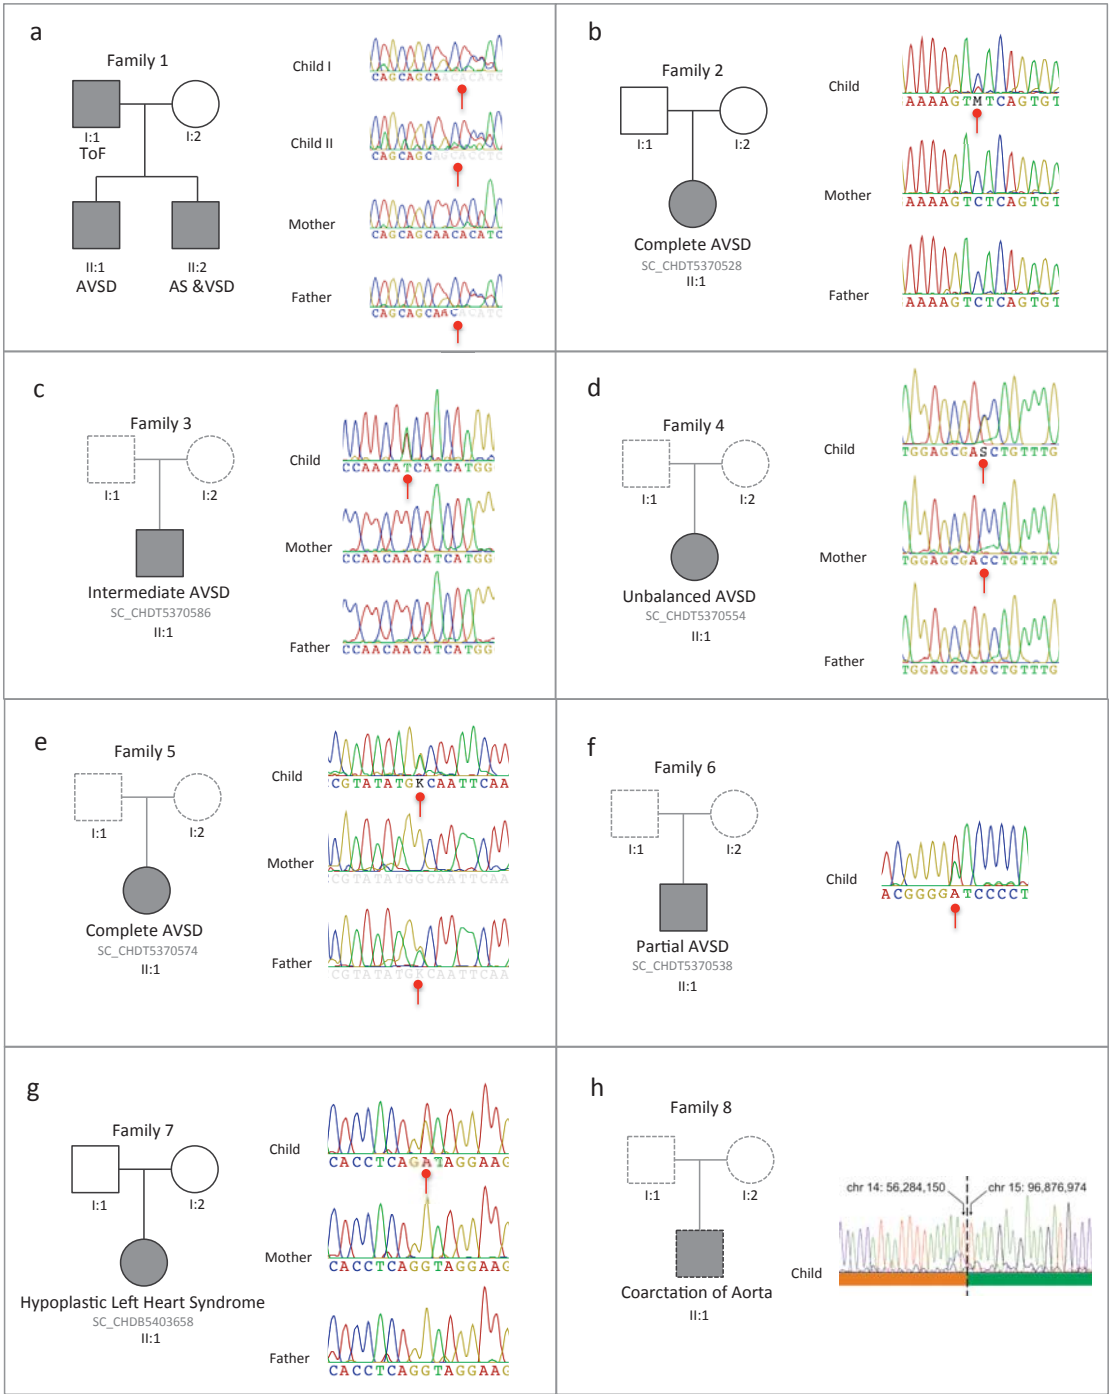 a
Family 1
I:1
ToF
I:2
II:1
AVSD
II:2
AS &VSD
Child I
CAGCAGCAACACATC
Child II
CAGCAGCAGCACCTC
Mother
CAGCAGCAACACATC
Father
CAGCAGCAACACATC
b
Family 2
I:1
I:2
Complete AVSD
SC_CHDT5370528
II:1
Child
AAAAGTMTCAGTGT
Mother
AAAAGTCTCAGTGT
Father
AAAAGTCTCAGTGT
c
Family 3
I:1
I:2
Intermediate AVSD
SC_CHDT5370586
II:1
Child
CCAACATCATCATGG
Mother
CCAACAACATCATGG
Father
CCAACAACATCATGG
d
Family 4
I:1
I:2
Unbalanced AVSD
SC_CHDT5370554
II:1
Child
TGGAGCGASCTGTTTG
Mother
TGGAGCGACCTGTTTG
Father
TGGAGCGAGCTGTTTG
e
Family 5
I:1
I:2
Complete AVSD
SC_CHDT5370574
II:1
Child
CGTATATGKCAATTCAA
Mother
CGTATATGGCAATTCAA
Father
CGTATATGKCAATTCAA
f
Family 6
I:1
I:2
Partial AVSD
SC_CHDT5370538
II:1
Child
ACGGGGATCCCCT
g
Family 7
I:1
I:2
Hypoplastic Left Heart Syndrome
SC_CHDB5403658
II:1
Child
CACCTCAGATAGGAAG
Mother
CACCTCAGGTAGGAAG
Father
CACCTCAGGTAGGAAG
h
Family 8
I:1
I:2
Coarctation of Aorta
II:1
chr 14: 56,284,150
chr 15: 96,876,974
Child